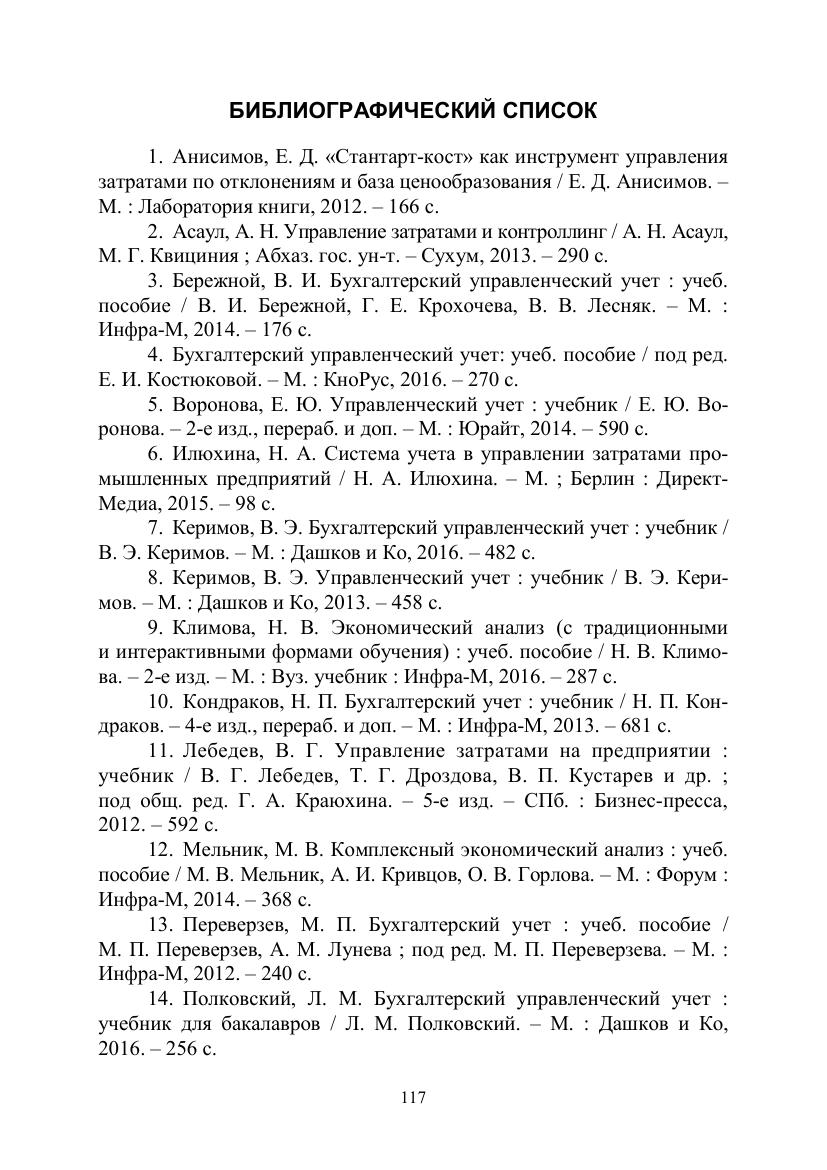 БИБЛИОГРАФИЧЕСКИЙ СПИСОК
1. Анисимов, Е. Д. «Стантарт-кост» как инструмент управления
затратами по отклонениям и база ценообразования / Е. Д. Анисимов. –
М. : Лаборатория книги, 2012. – 166 с.
2. Асаул, А. Н. Управление затратами и контроллинг / А. Н. Асаул,
М. Г. Квициния ; Абхаз. гос. ун-т. – Сухум, 2013. – 290 с.
3. Бережной, В. И. Бухгалтерский управленческий учет : учеб.
пособие / В. И. Бережной, Г. Е. Крохочева, В. В. Лесняк. – М. :
Инфра-М, 2014. – 176 с.
4. Бухгалтерский управленческий учет: учеб. пособие / под ред.
Е. И. Костюковой. – М. : КноРус, 2016. – 270 с.
5. Воронова, Е. Ю. Управленческий учет : учебник / Е. Ю. Во-
ронова. – 2-е изд., перераб. и доп. – М. : Юрайт, 2014. – 590 с.
6. Илюхина, Н. А. Система учета в управлении затратами про-
мышленных предприятий / Н. А. Илюхина. – М. ; Берлин : Директ-
Медиа, 2015. – 98 с.
7. Керимов, В. Э. Бухгалтерский управленческий учет : учебник /
В. Э. Керимов. – М. : Дашков и Ко, 2016. – 482 с.
8. Керимов, В. Э. Управленческий учет : учебник / В. Э. Кери-
мов. – М. : Дашков и Ко, 2013. – 458 с.
9. Климова, Н. В. Экономический анализ (с традиционными
и интерактивными формами обучения) : учеб. пособие / Н. В. Климо-
ва. – 2-е изд. – М. : Вуз. учебник : Инфра-М, 2016. – 287 с.
10. Кондраков, Н. П. Бухгалтерский учет : учебник / Н. П. Кон-
драков. – 4-е изд., перераб. и доп. – М. : Инфра-М, 2013. – 681 с.
11. Лебедев, В. Г. Управление затратами на предприятии :
учебник / В. Г. Лебедев, Т. Г. Дроздова, В. П. Кустарев и др. ;
под общ. ред. Г. А. Краюхина. – 5-е изд. – СПб. : Бизнес-пресса,
2012. – 592 с.
12. Мельник, М. В. Комплексный экономический анализ : учеб.
пособие / М. В. Мельник, А. И. Кривцов, О. В. Горлова. – М. : Форум :
Инфра-М, 2014. – 368 с.
13. Переверзев, М. П. Бухгалтерский учет : учеб. пособие /
М. П. Переверзев, А. М. Лунева ; под ред. М. П. Переверзева. – М. :
Инфра-М, 2012. – 240 с.
14. Полковский, Л. М. Бухгалтерский управленческий учет :
учебник для бакалавров / Л. М. Полковский. – М. : Дашков и Ко,
2016. – 256 с.
117